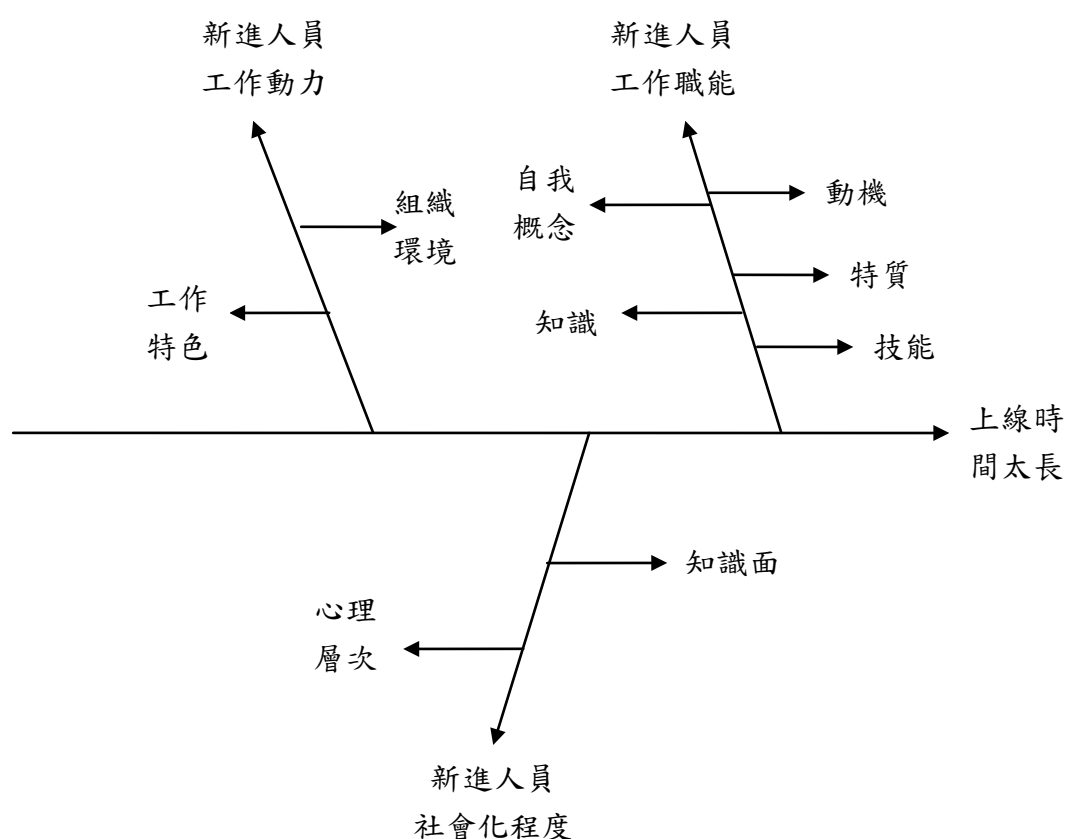 新進人員
工作動力
新進人員
工作職能
組織
環境
工作
特色
自我
概念
知識
動機
特質
技能
上線時
間太長
知識面
心理
層次
新進人員
社會化程度